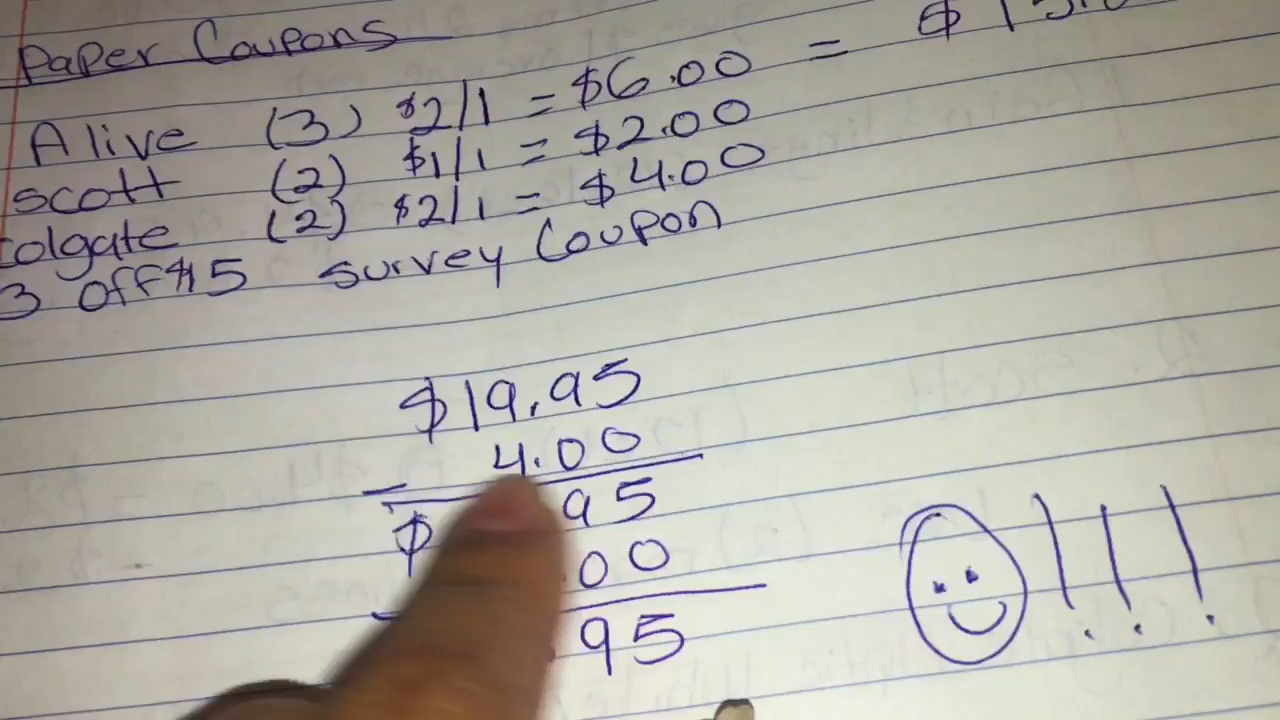 Paper Coupons
Alive (3) $2/1 = $6.00 =
scott (2) $1/1 = $2.00
colgate (2) $2/1 = $4.00
3 off $15 survey Coupon
$19.95
- 4.00
$ 95
- .00
.95
!!!